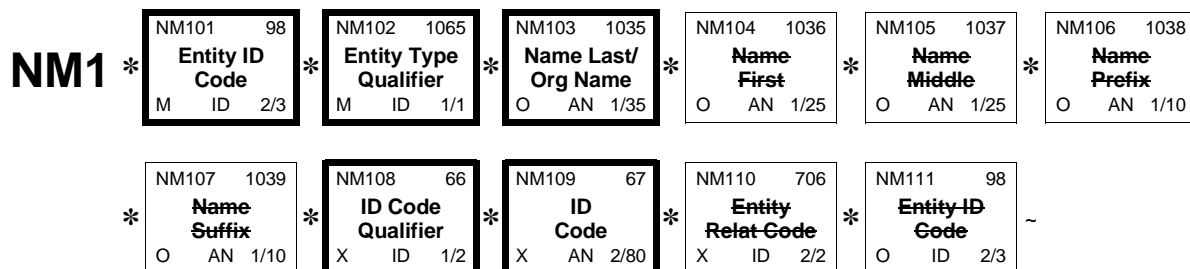 NM101 98 NM102 1065 NM103 1035 NM104 1036 NM105 1037 NM106 1038
NM1 * Entity ID * Entity Type * Name Last/ * Name * Name * Name
Code Qualifier Org Name First Middle Prefix
M ID 2/3 M ID 1/1 O AN 1/35 O AN 1/25 O AN 1/25 O AN 1/10
NM107 1039 NM108 66 NM109 67 NM110 706 NM111 98
* Name * ID Code * ID * Entity * Entity ID ~
Suffix Qualifier Code Relat Code Code
O AN 1/10 X ID 1/2 X AN 2/80 X ID 2/2 O ID 2/3